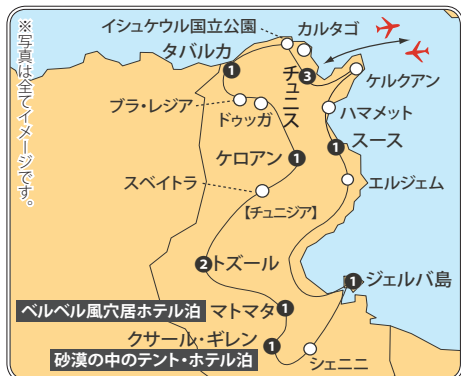 ※写真は全てイメージです。
イシュケウル国立公園
カルタゴ
タバルカ
1
チュニス
3
ケルクアン
ブラ・レジア
ドゥッガ
ハマメット
スース
1
ケロアン
1
スベイトラ
エルジェム
【チュニジア】
2
トズール
1
ジェルバ島
ベルベル風穴居ホテル泊
マトマタ
1
クサール・ギレン
1
砂漠の中のテント・ホテル泊
シェニニ